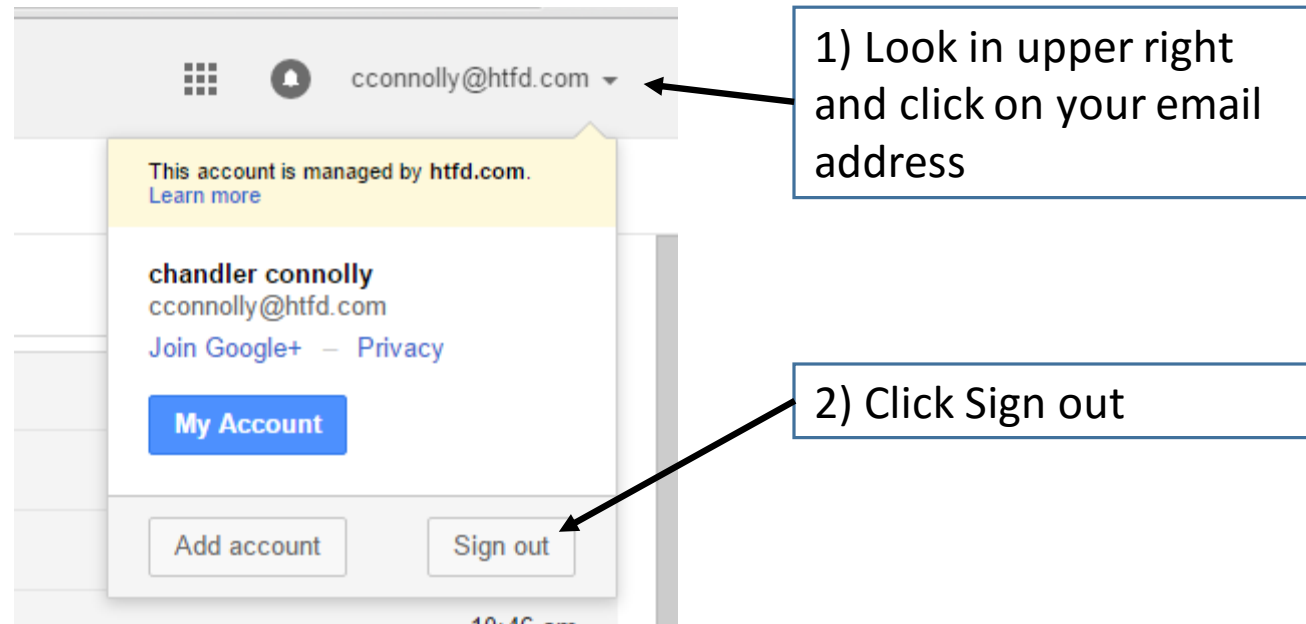 cconnolly@htfd.com
1) Look in upper right
and click on your email
address
This account is managed by htfd.com.
Learn more
chandler connolly
cconnolly@htfd.com
Join Google+ – Privacy
My Account
2) Click Sign out
Add account
Sign out